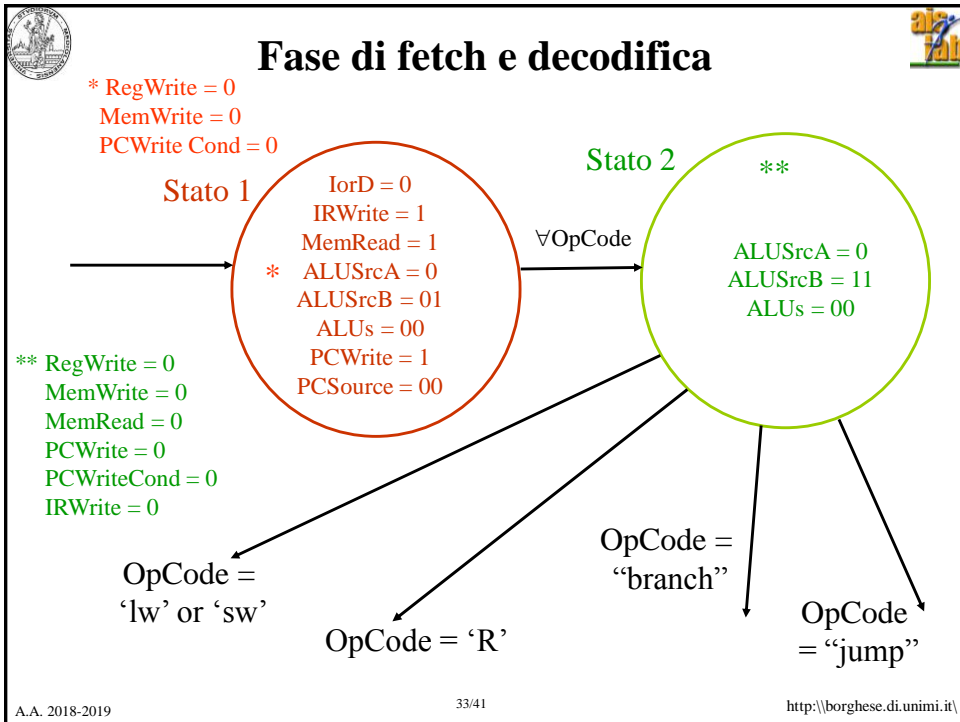 Fase di fetch e decodifica
* RegWrite = 0
MemWrite = 0
PCWrite Cond = 0
Stato 1
IorD = 0
IRWrite = 1
MemRead = 1
* ALUSrcA = 0
ALUSrcB = 01
ALUs = 00
PCWrite = 1
PCSource = 00
∀OpCode
Stato 2
**
ALUSrcA = 0
ALUSrcB = 11
ALUs = 00
** RegWrite = 0
MemWrite = 0
MemRead = 0
PCWrite = 0
PCWriteCond = 0
IRWrite = 0
OpCode =
‘lw’ or ‘sw’
OpCode = ‘R’
OpCode =
“branch”
OpCode
= “jump”
A.A. 2018-2019
33/41
http:\\borghese.di.unimi.it\